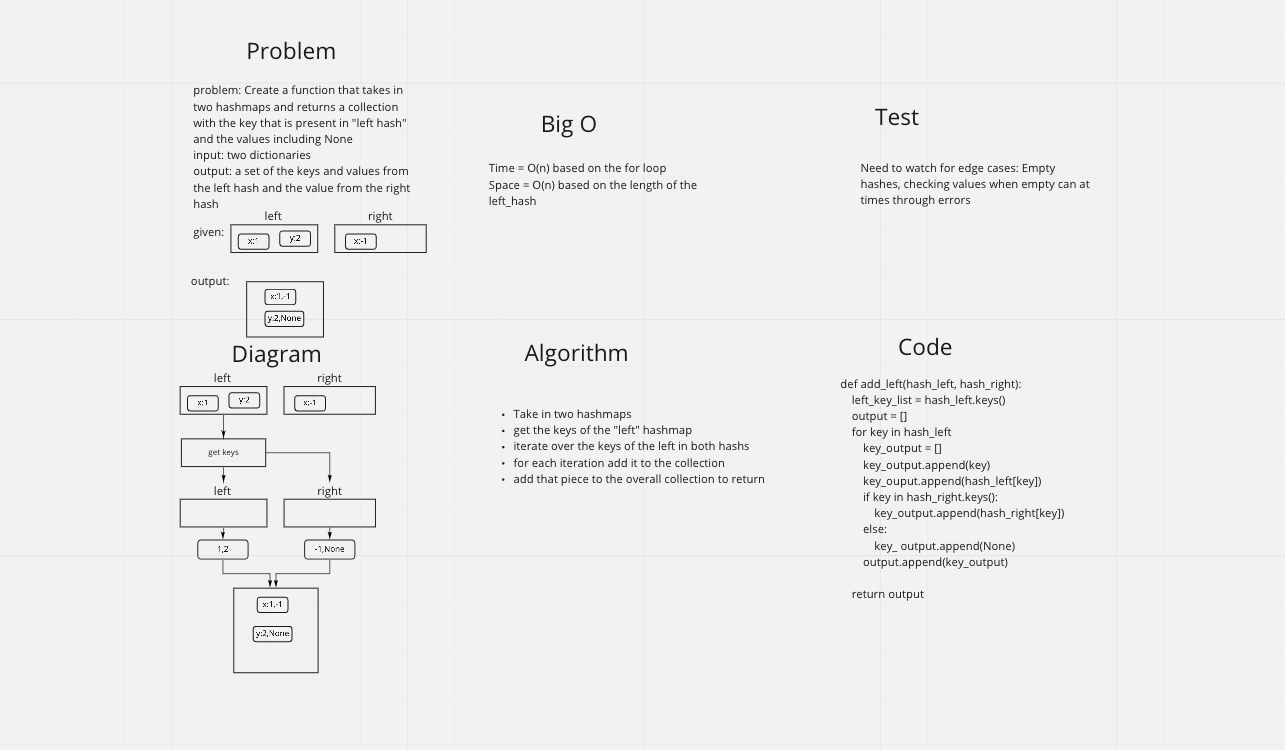 Problem
problem: Create a function that takes in
two hashmaps and returns a collection
with the key that is present in "left hash"
and the values including None
input: two dictionaries
output: a set of the keys and values from
the left hash and the value from the right
hash
left
right
given:
x:1
y:2
x:-1
output:
x:1,-1
y:2,None
Big O
Time = O(n) based on the for loop
Space = O(n) based on the length of the
left_hash
Test
Need to watch for edge cases: Empty
hashes, checking values when empty can at
times through errors
Diagram
left
right
x:1
y:2
x:-1
get keys
left
right
1,2
-1,None
x:1,-1
y:2,None
Algorithm
• Take in two hashmaps
• get the keys of the "left" hashmap
• iterate over the keys of the left in both hashs
• for each iteration add it to the collection
• add that piece to the overall collection to return
Code
def add_left(hash_left, hash_right):
left_key_list = hash_left.keys()
output = []
for key in hash_left
key_output = []
key_output.append(key)
key_ouput.append(hash_left[key])
if key in hash_right.keys():
key_output.append(hash_right[key])
else:
key_ output.append(None)
output.append(key_output)
return output